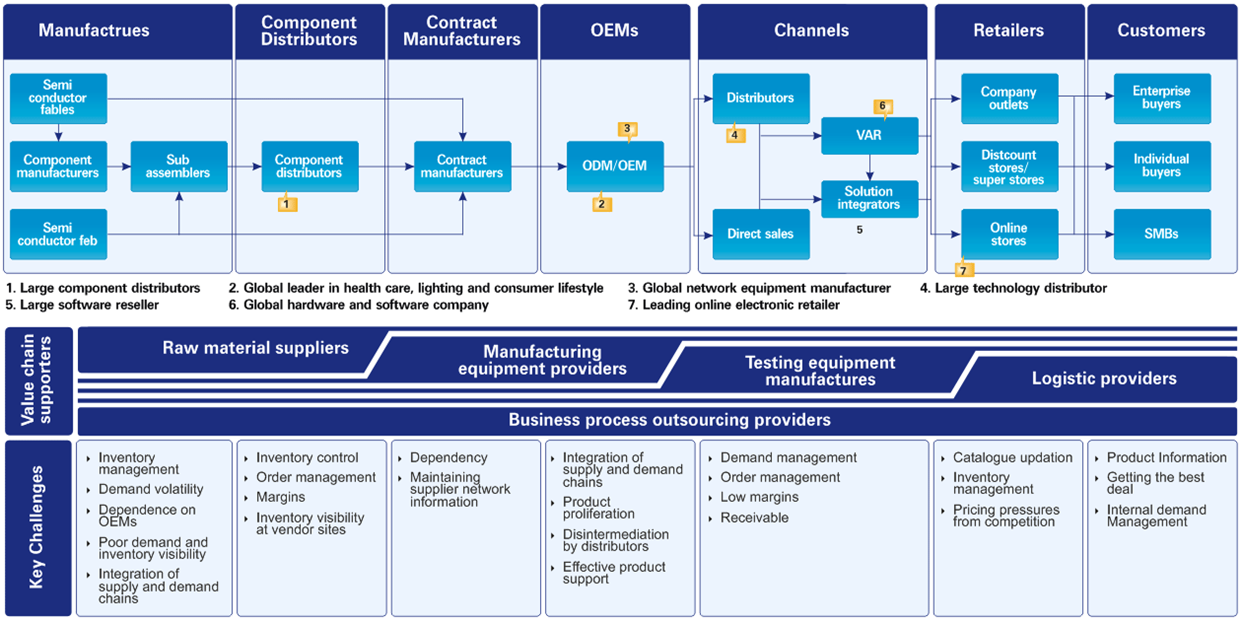 Manufactrues
Component
Distributors
Contract
Manufacturers
OEMs
Channels
Retailers
Customers
Semi
conductor
fables
Component
manufacturers
Semi
conductor feb
Sub
assemblers
Component
distributors
1
Contract
manufacturers
3
ODM/OEM
2
Distributors
4
Direct sales
6
VAR
Solution
integrators
5
Company
outlets
Distcount
stores/
super stores
Online
stores
7
Enterprise
buyers
Individual
buyers
SMBs
1. Large component distributors
2. Global leader in health care, lighting and consumer lifestyle
3. Global network equipment manufacturer
4. Large technology distributor
5. Large software reseller
6. Global hardware and software company
7. Leading online electronic retailer
Value chain
supporters
Raw material suppliers
Manufacturing
equipment providers
Testing equipment
manufactures
Logistic providers
Business process outsourcing providers
Key Challenges
Inventory
management
Demand volatility
Dependence on
OEMs
Poor demand and
inventory visibility
Integration of
supply and demand
chains
Inventory control
Order management
Margins
Inventory visibility
at vendor sites
Dependency
Maintaining
supplier network
information
Integration of
supply and demand
chains
Product
proliferation
Disintermediation
by distributors
Effective product
support
Demand management
Order management
Low margins
Receivable
Catalogue updation
Inventory
management
Pricing pressures
from competition
Product Information
Getting the best
deal
Internal demand
Management